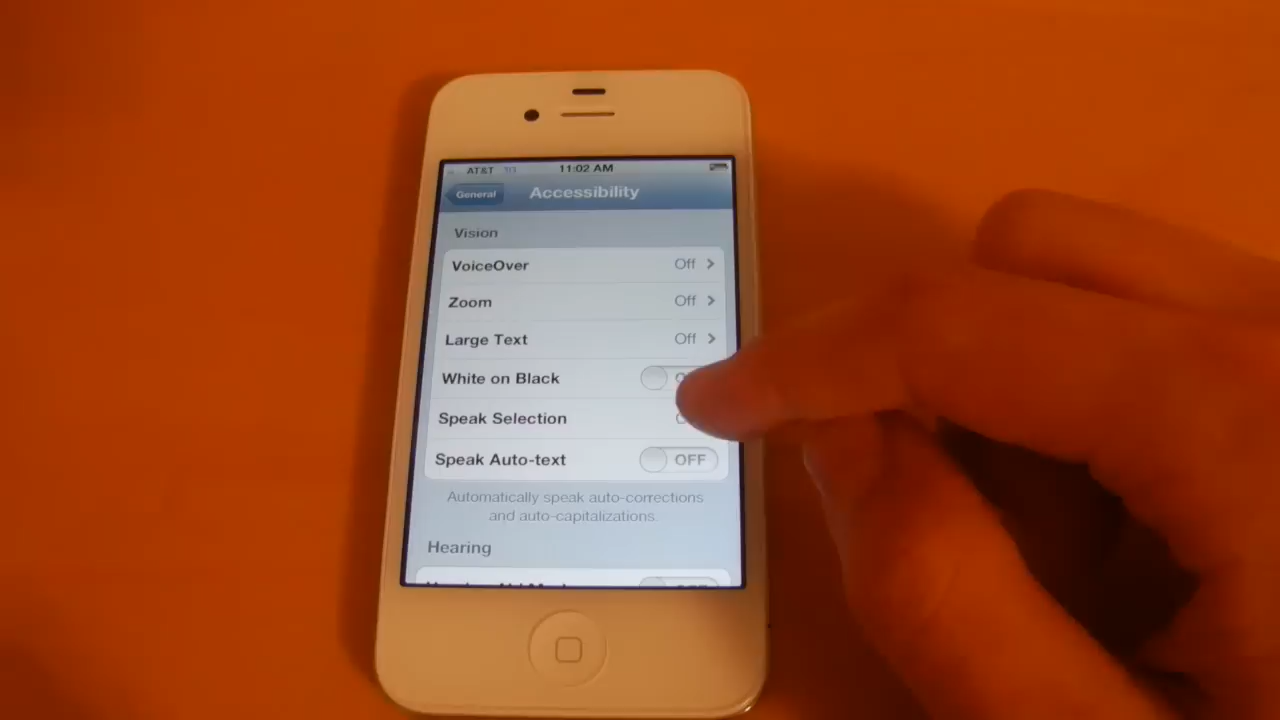 AT&T 3G 11:02 AM
General Accessibility
Vision
VoiceOver Off
Zoom Off
Large Text Off
White on Black
Speak Selection
Speak Auto-text OFF
Automatically speak auto-corrections
and auto-capitalizations.
Hearing